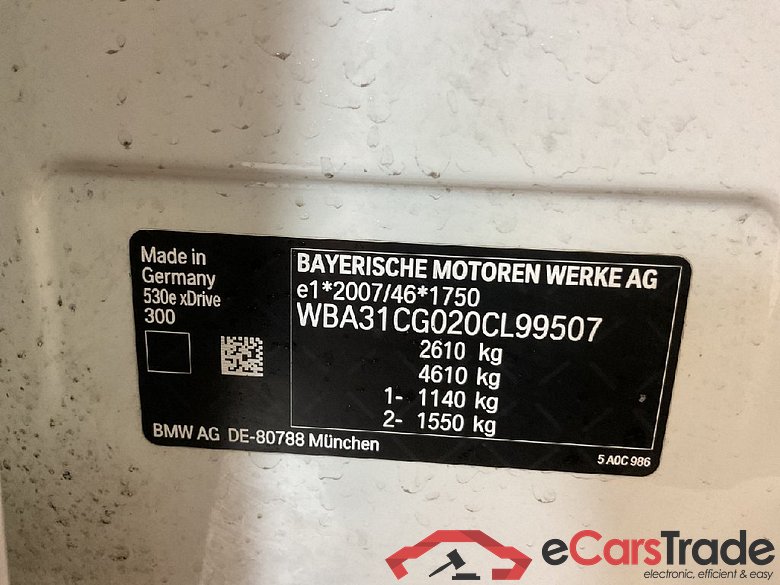 Made in
Germany
530e xDrive
300
BAYERISCHE MOTOREN WERKE AG
e1*2007/46*1750
WBA31CG020CL99507
2610 kg
4610 kg
1- 1140 kg
2- 1550 kg
BMW AG DE-80788 München
5 A0C 986
eCarsTrade
electronic, efficient & easy